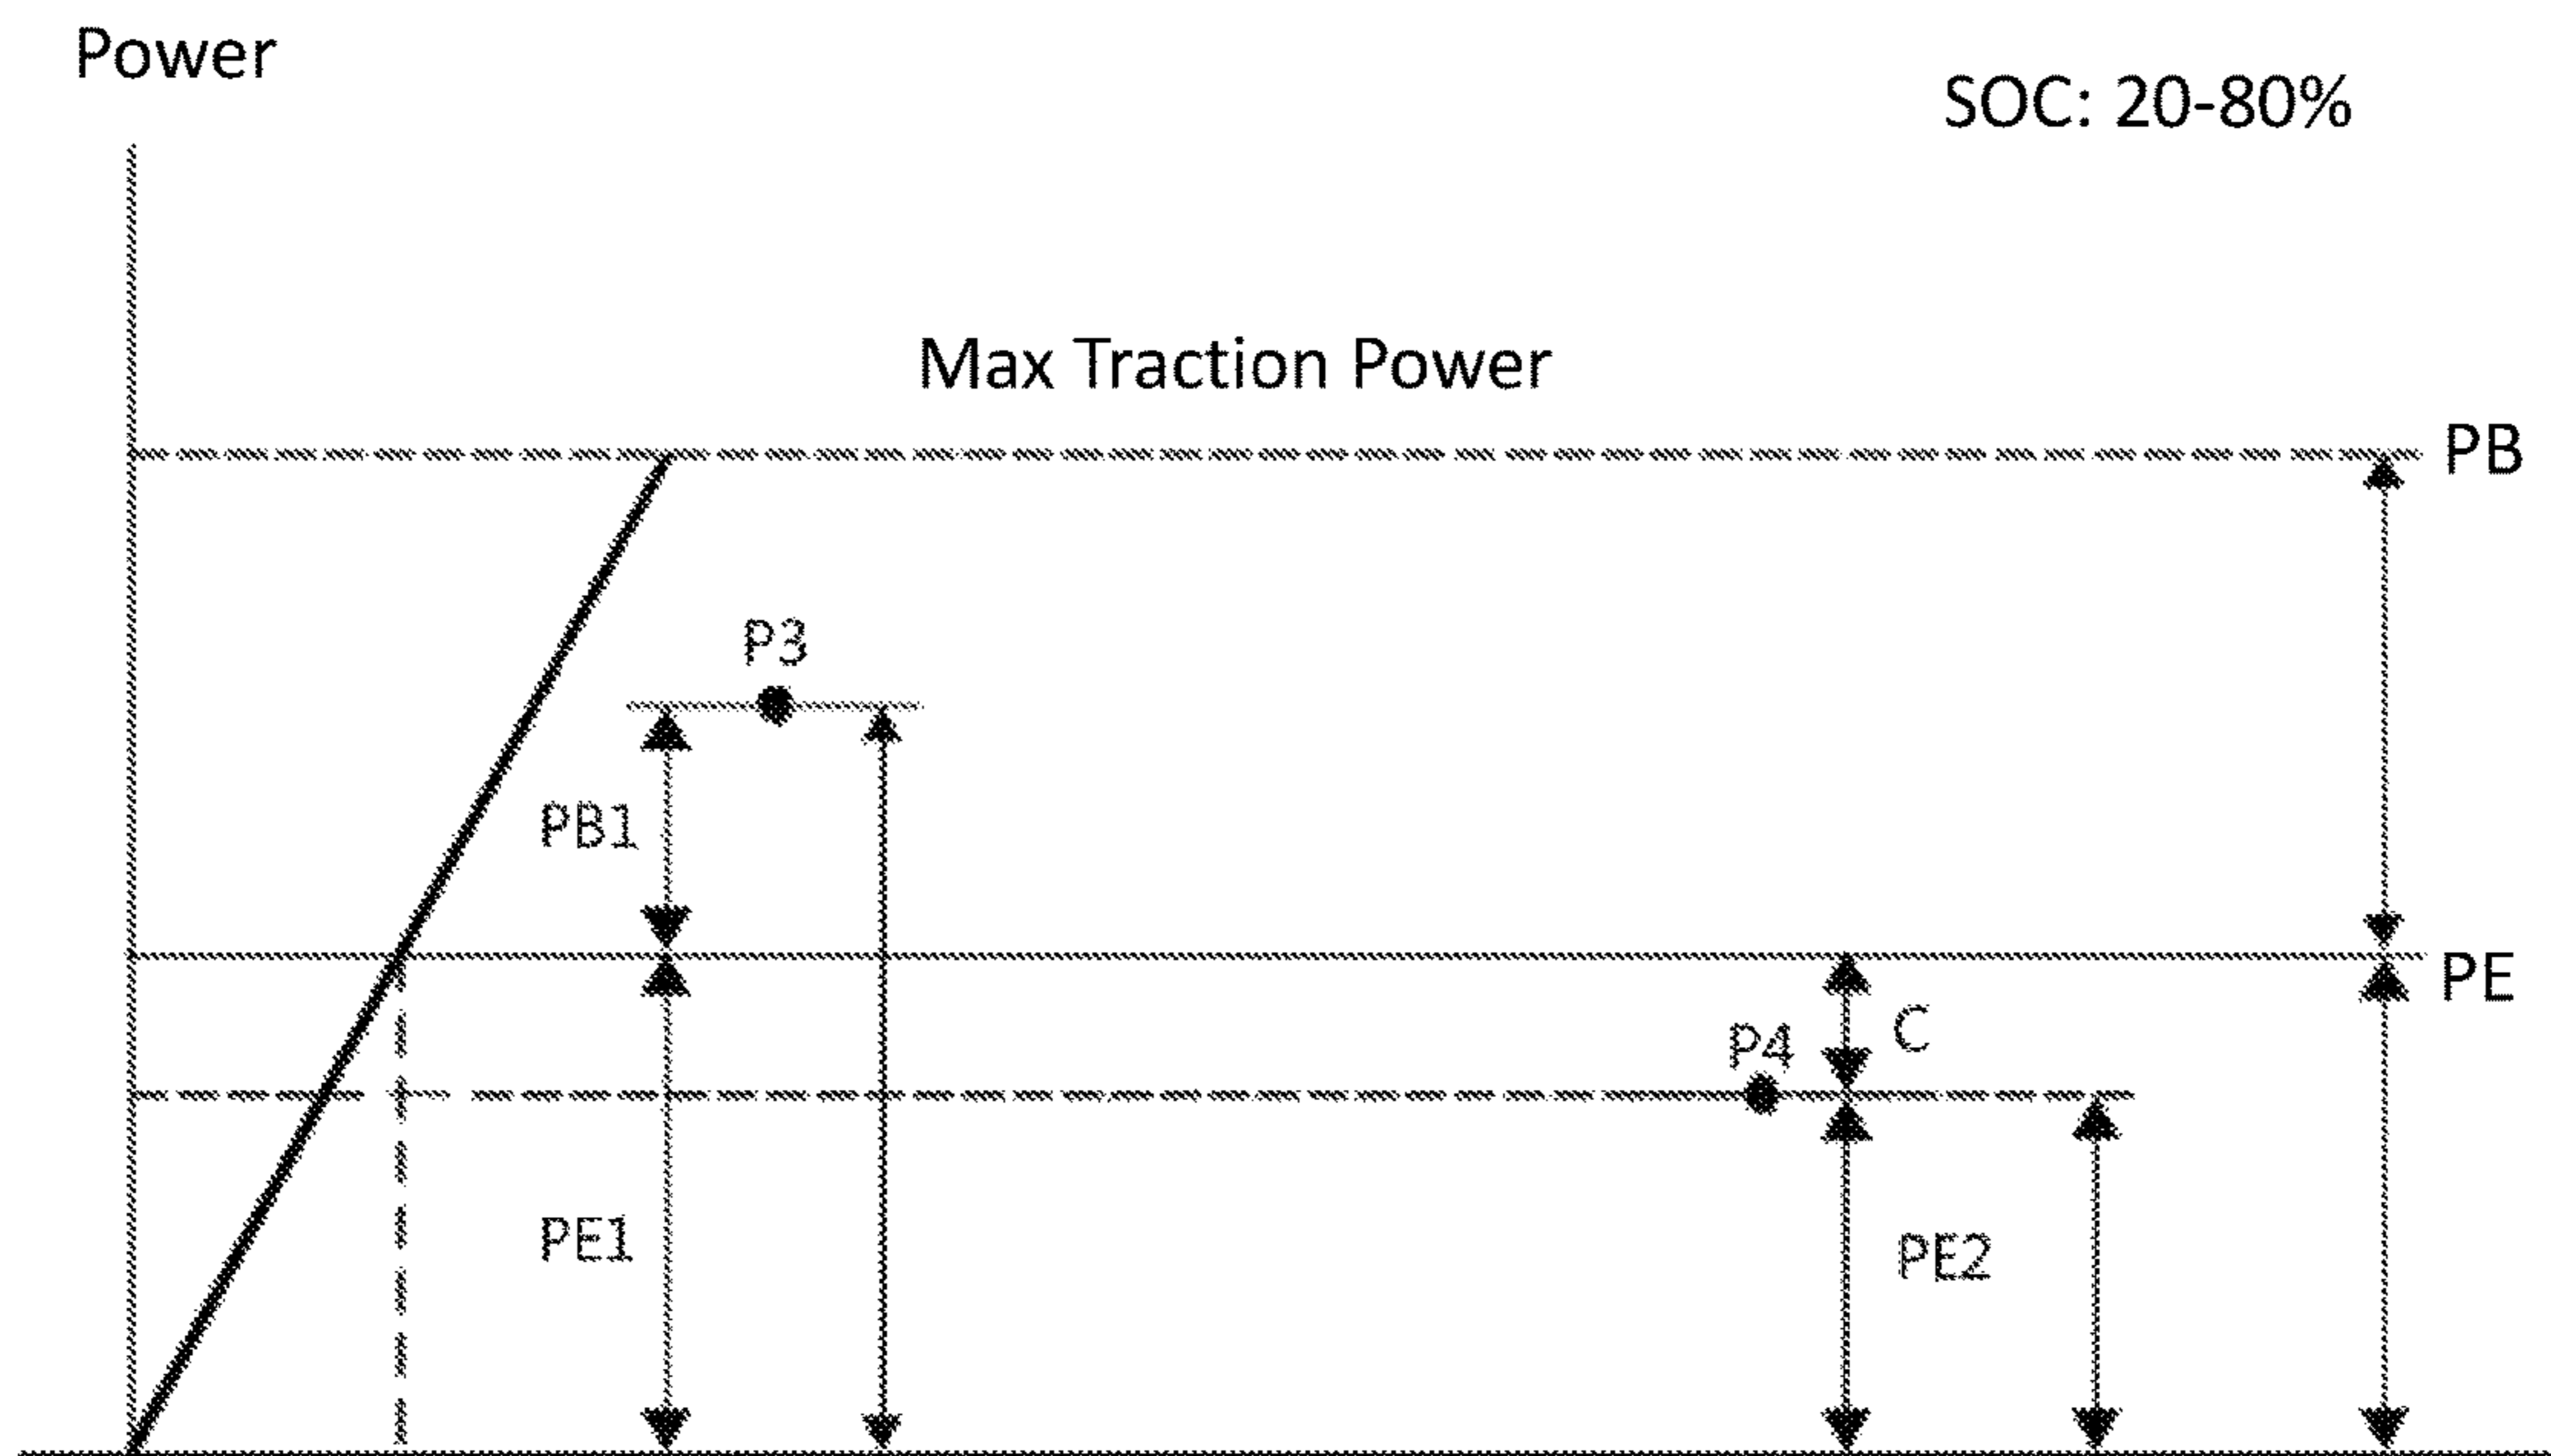 Power
SOC: 20-80%
Max Traction Power
PB
P3
PB1
PE
C
P4
PE1
PE2